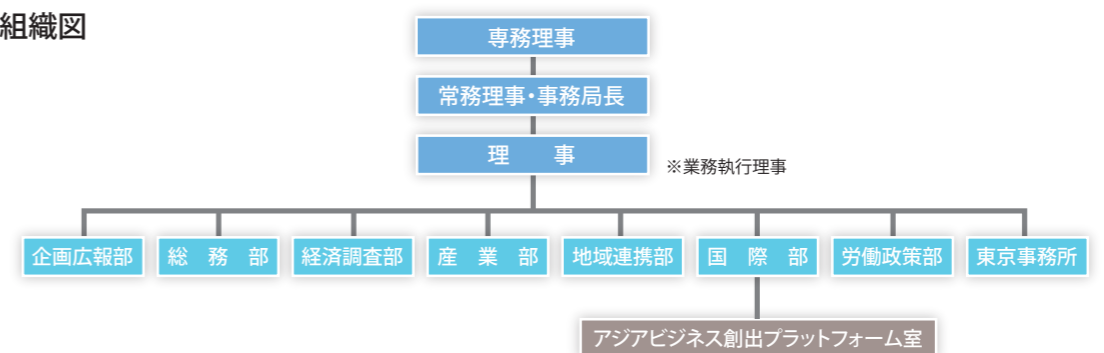 組織図
専務理事
常務理事・事務局長
理　事
※業務執行理事
企画広報部
総　務　部
経済調査部
産　業　部
地域連携部
国　際　部
労働政策部
東京事務所
アジアビジネス創出プラットフォーム室